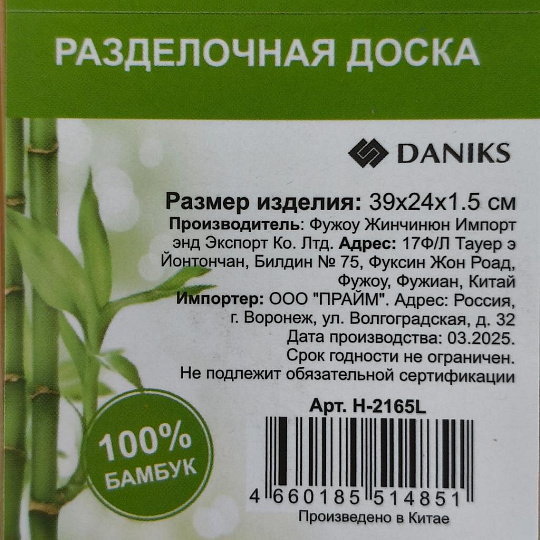 РАЗДЕЛОЧНАЯ ДОСКА
DANIKS
Размер изделия: 39x24x1.5 см
Производитель: Фужоу Жинчинюн Импорт
энд Экспорт Ко. Лтд. Адрес: 17Ф/Л Тауер э
Йонтончан, Билдин № 75, Фуксин Жон Роад,
Фужоу, Фужиан, Китай
Импортер: ООО "ПРАЙМ". Адрес: Россия,
г. Воронеж, ул. Волгоградская, д. 32
Дата производства: 03.2025.
Срок годности не ограничен.
Не подлежит обязательной сертификации
Арт. H-2165L
100%
БАМБУК
4 660185 514851
Произведено в Китае